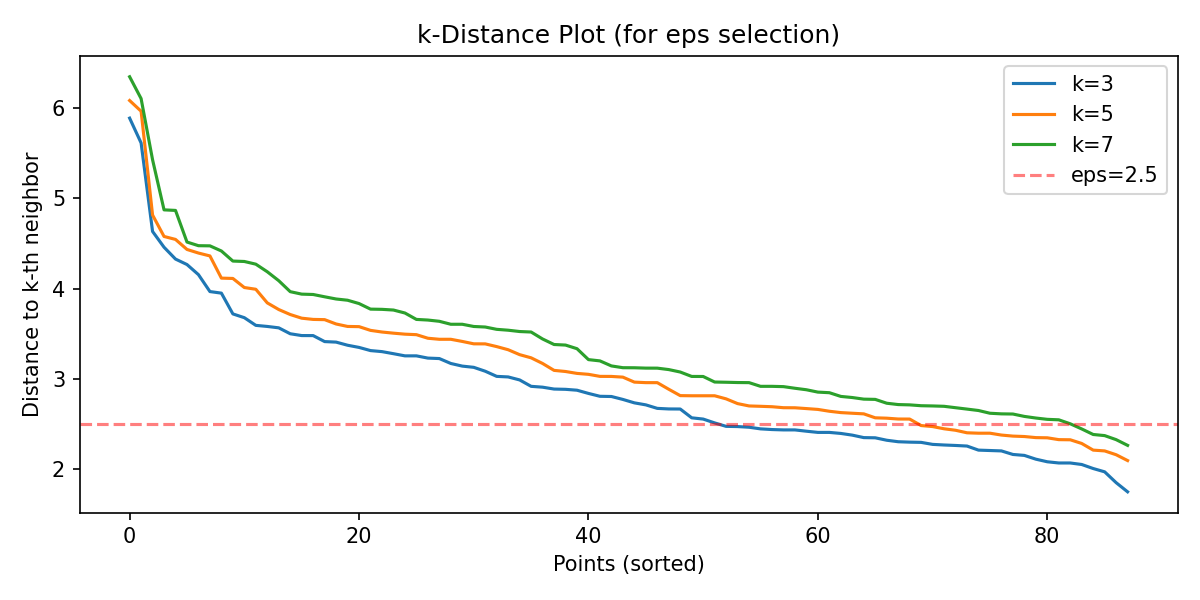 k-Distance Plot (for eps selection)
Distance to k-th neighbor
6
5
4
3
2
k=3
k=5
k=7
eps=2.5
0
20
40
60
80
Points (sorted)